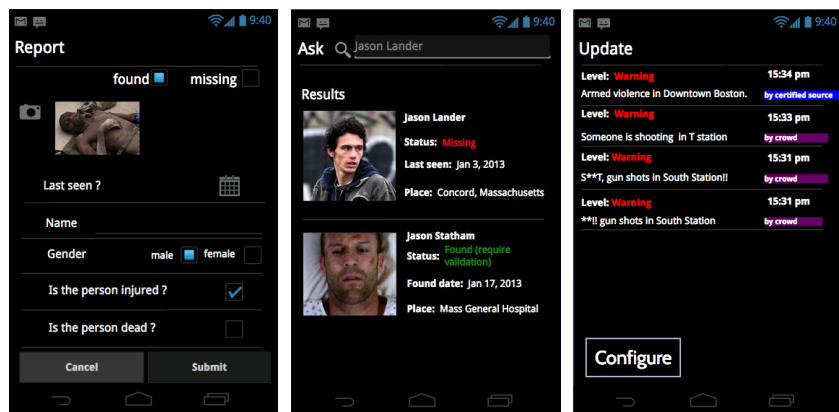 9:40
Report
found missing
Last seen ?
Name
Gender male female
Is the person injured ?
Is the person dead ?
Cancel Submit
9:40
Ask Jason Lander
Results
Jason Lander
Status: Missing
Last seen: Jan 3, 2013
Place: Concord, Massachusetts
Jason Statham
Status: Found (require
validation)
Found date: Jan 17, 2013
Place: Mass General Hospital
9:40
Update
Level: Warning 15:34 pm
Armed violence in Downtown Boston. by certified source
Level: Warning 15:33 pm
Someone is shooting in T station by crowd
Level: Warning 15:31 pm
S**T, gun shots in South Station!! by crowd
Level: Warning 15:31 pm
**!! gun shots in South Station by crowd
Configure